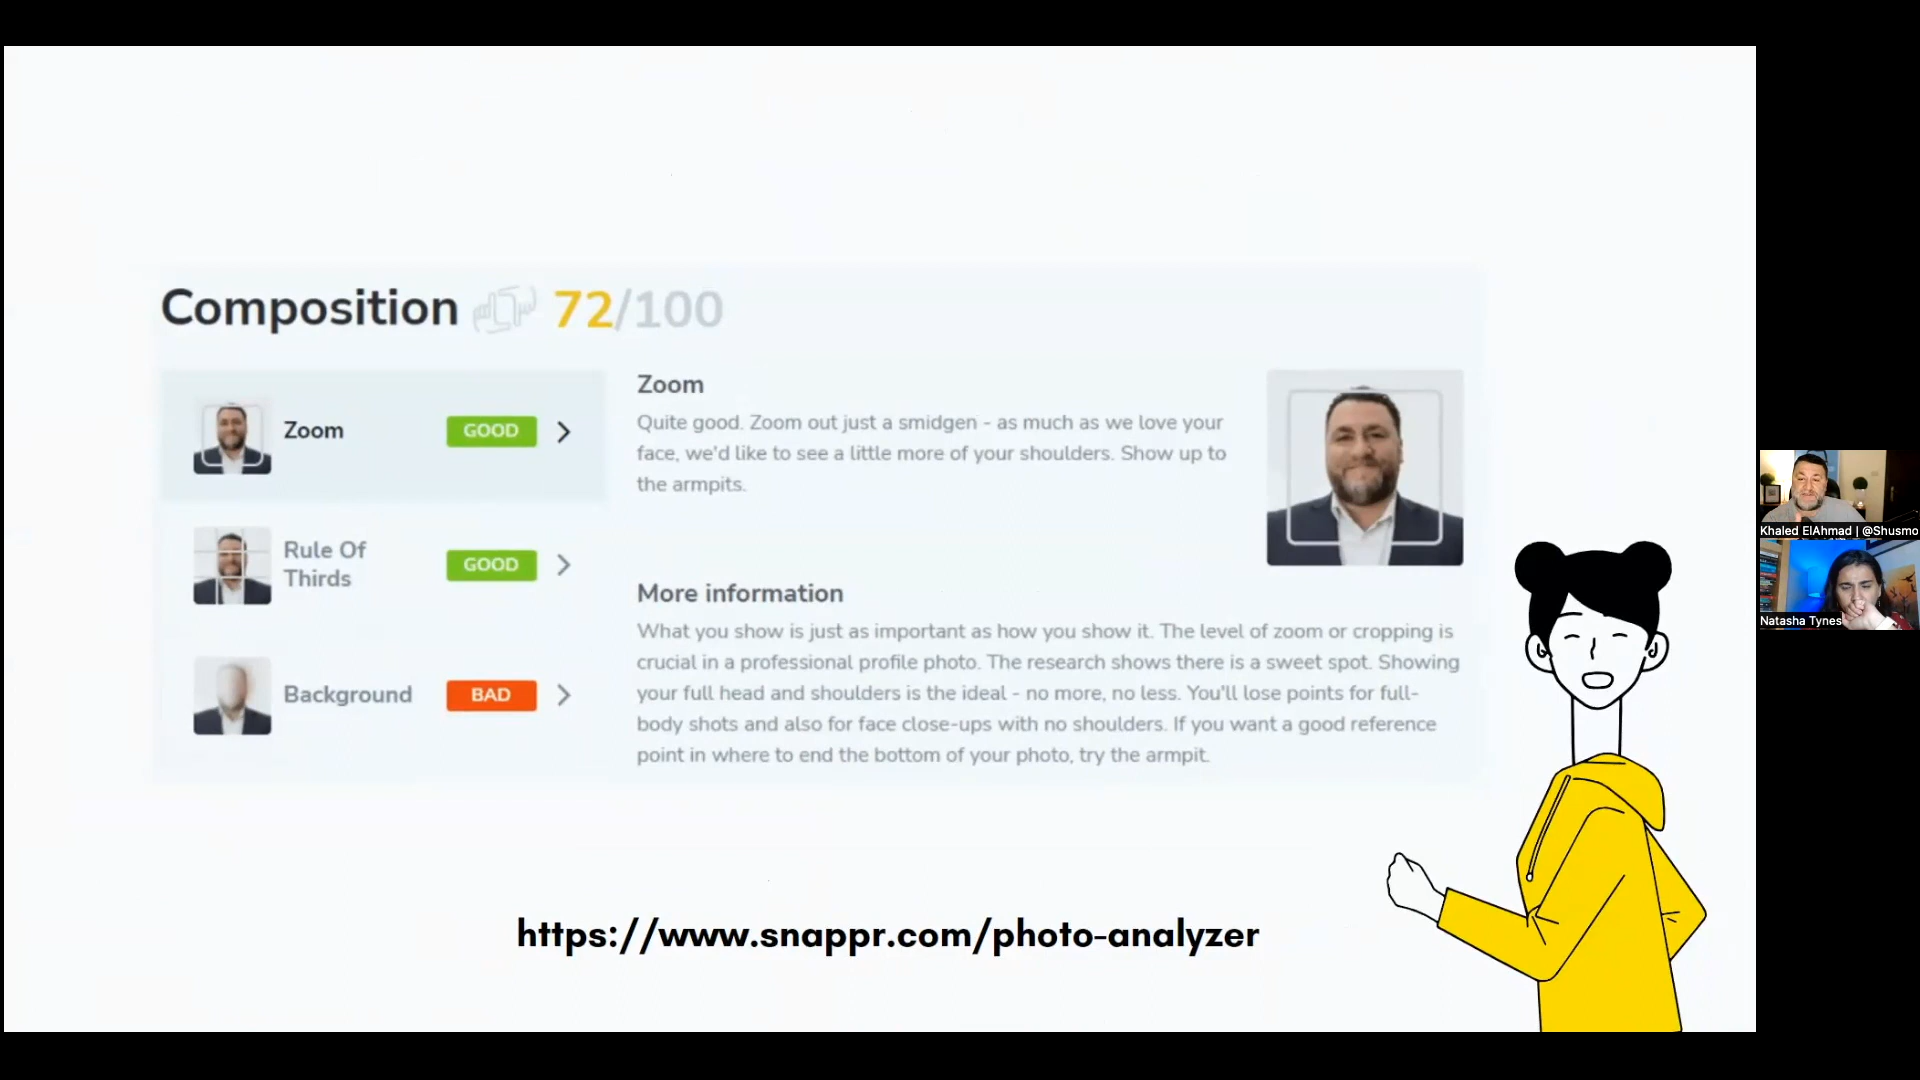 Composition 72/100
Zoom GOOD
Rule Of
Thirds GOOD
Background BAD
Zoom
Quite good. Zoom out just a smidgen - as much as we love your
face, we'd like to see a little more of your shoulders. Show up to
the armpits.
More information
What you show is just as important as how you show it. The level of zoom or cropping is
crucial in a professional profile photo. The research shows there is a sweet spot. Showing
your full head and shoulders is the ideal - no more, no less. You'll lose points for full-
body shots and also for face close-ups with no shoulders. If you want a good reference
point in where to end the bottom of your photo, try the armpit.
https://www.snappr.com/photo-analyzer
Khaled ElAhmad | @Shusmo
Natasha Tynes